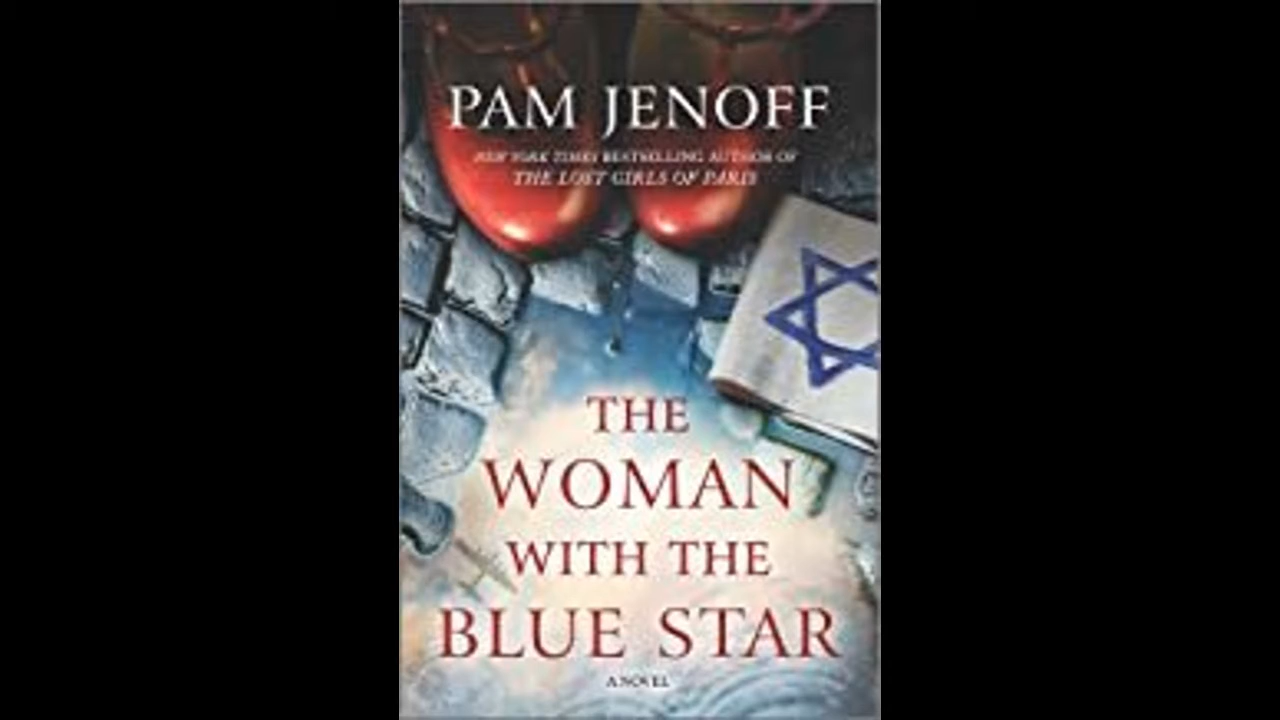 PAM JENOFF
NEW YORK TIMES BESTSELLING AUTHOR OF
THE LOST GIRLS OF PARIS
THE
WOMAN
WITH THE
BLUE STAR
A NOVEL